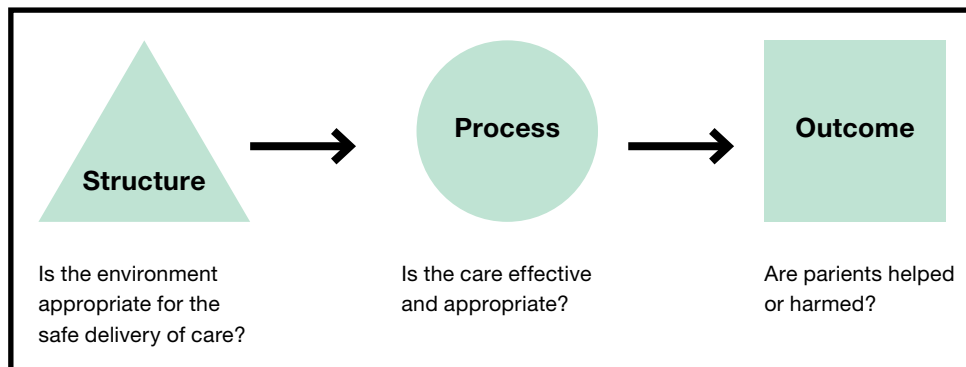 Structure
Process
Outcome
Is the environment
appropriate for the
safe delivery of care?
Is the care effective
and appropriate?
Are parients helped
or harmed?